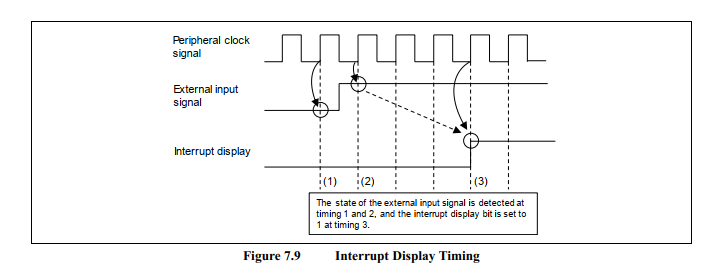 Peripheral clock
signal
External input
signal
Interrupt display
(1)
(2)
(3)
The state of the external input signal is detected at
timing 1 and 2, and the interrupt display bit is set to
1 at timing 3.
Figure 7.9 Interrupt Display Timing